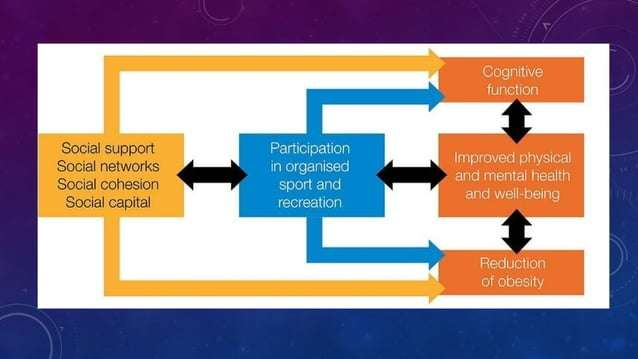 Cognitive
function
Social support
Social networks
Social cohesion
Social capital
Participation
in organised
sport and
recreation
Improved physical
and mental health
and well-being
Reduction
of obesity